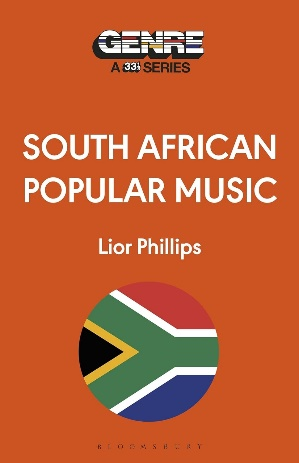 GENRE
A 33⅓ SERIES
SOUTH AFRICAN
POPULAR MUSIC
Lior Phillips
BLOOMSBURY